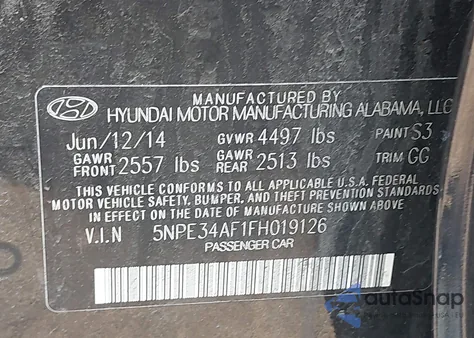 MANUFACTURED BY
HYUNDAI MOTOR MANUFACTURING ALABAMA, LLC
Jun/12/14 GVWR 4497 lbs PAINT S3
GAWR FRONT 2557 lbs GAWR REAR 2513 lbs TRIM GG
THIS VEHICLE CONFORMS TO ALL APPLICABLE U.S.A. FEDERAL
MOTOR VEHICLE SAFETY, BUMPER, AND THEFT PREVENTION STANDARDS
IN EFFECT ON THE DATE OF MANUFACTURE SHOWN ABOVE
V.I.N 5NPE34AF1FH019126
PASSENGER CAR
autoSnap